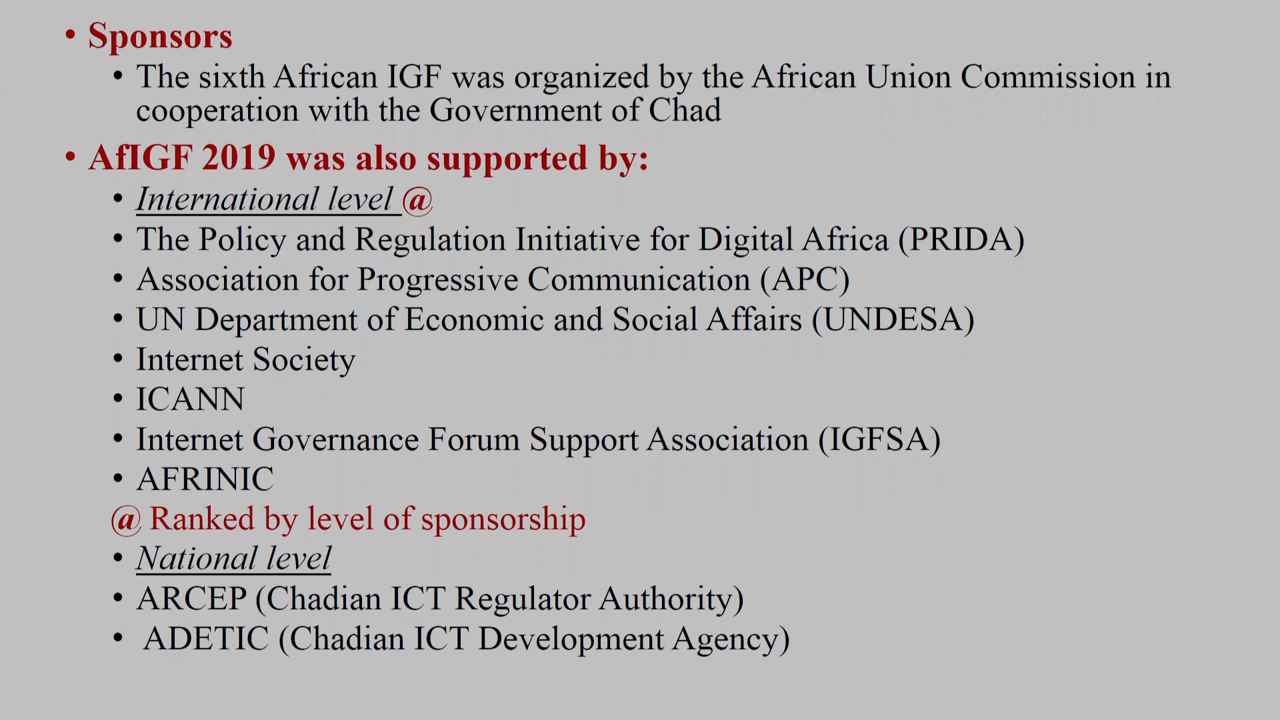 • Sponsors
• The sixth African IGF was organized by the African Union Commission in
cooperation with the Government of Chad
• AfIGF 2019 was also supported by:
• International level @
• The Policy and Regulation Initiative for Digital Africa (PRIDA)
• Association for Progressive Communication (APC)
• UN Department of Economic and Social Affairs (UNDESA)
• Internet Society
• ICANN
• Internet Governance Forum Support Association (IGFSA)
• AFRINIC
@ Ranked by level of sponsorship
• National level
• ARCEP (Chadian ICT Regulator Authority)
• ADETIC (Chadian ICT Development Agency)